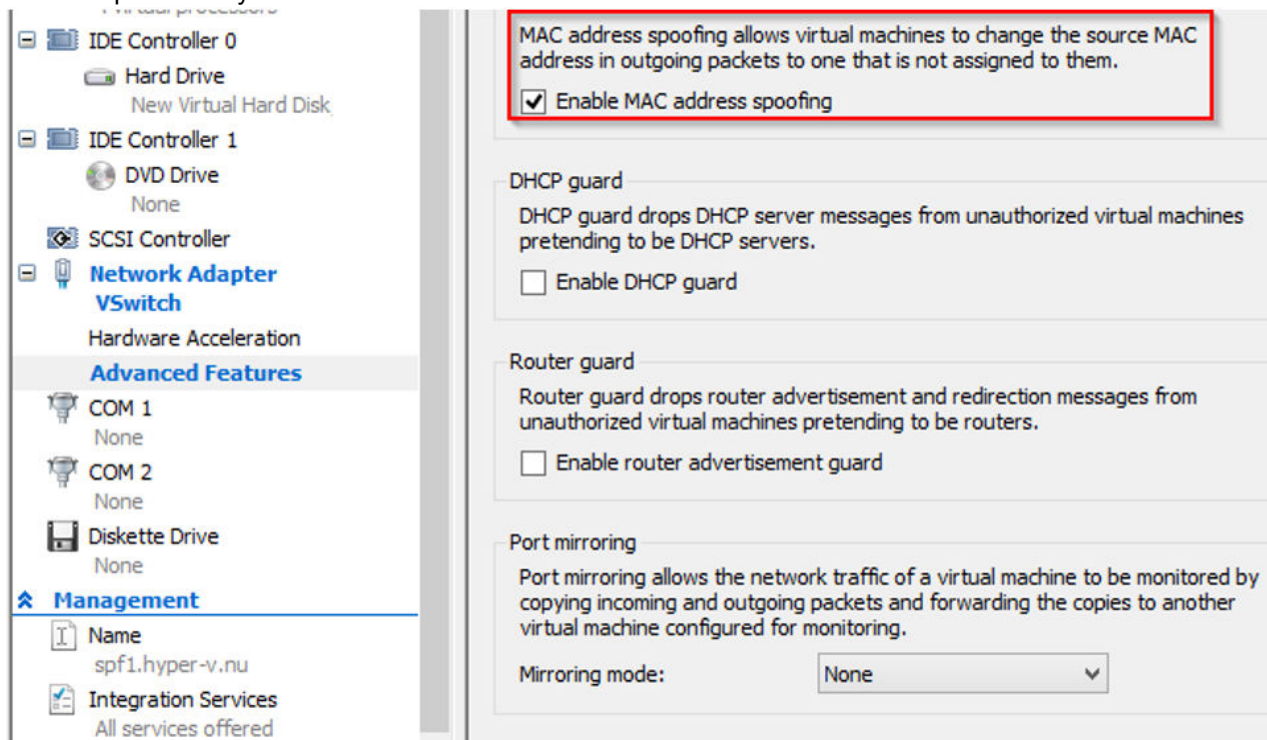 IDE Controller 0
Hard Drive
New Virtual Hard Disk
IDE Controller 1
DVD Drive
None
SCSI Controller
Network Adapter
VSwitch
Hardware Acceleration
Advanced Features
COM 1
None
COM 2
None
Diskette Drive
None
Management
Name
spf1.hyper-v.nu
Integration Services
All services offered
MAC address spoofing allows virtual machines to change the source MAC
address in outgoing packets to one that is not assigned to them.
Enable MAC address spoofing
DHCP guard
DHCP guard drops DHCP server messages from unauthorized virtual machines
pretending to be DHCP servers.
Enable DHCP guard
Router guard
Router guard drops router advertisement and redirection messages from
unauthorized virtual machines pretending to be routers.
Enable router advertisement guard
Port mirroring
Port mirroring allows the network traffic of a virtual machine to be monitored by
copying incoming and outgoing packets and forwarding the copies to another
virtual machine configured for monitoring.
Mirroring mode: None